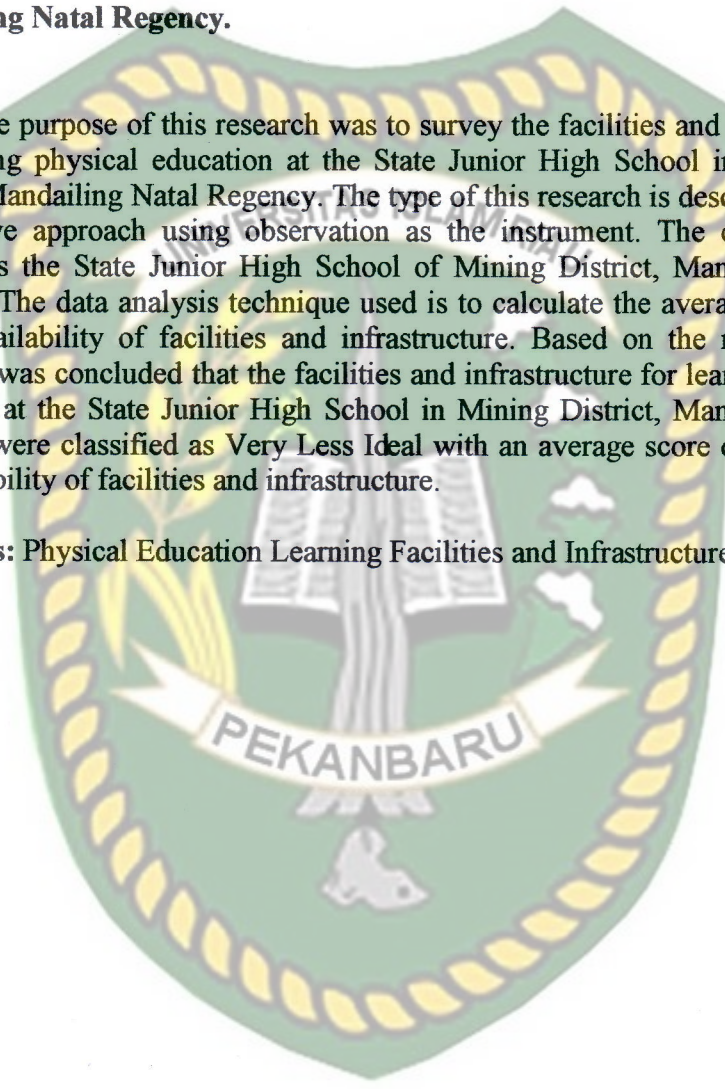 ng Natal Regency.
e purpose of this research was to survey the facilities and
ng physical education at the State Junior High School in
Mandailing Natal Regency. The type of this research is desc
ve approach using observation as the instrument. The
s the State Junior High School of Mining District, Man
The data analysis technique used is to calculate the avera
ailability of facilities and infrastructure. Based on the
was concluded that the facilities and infrastructure for lear
at the State Junior High School in Mining District, Man
were classified as Very Less Ideal with an average score
bility of facilities and infrastructure.
s: Physical Education Learning Facilities and Infrastructure
UNIVERSITAS ISLAM RIAU
PEKANBARU